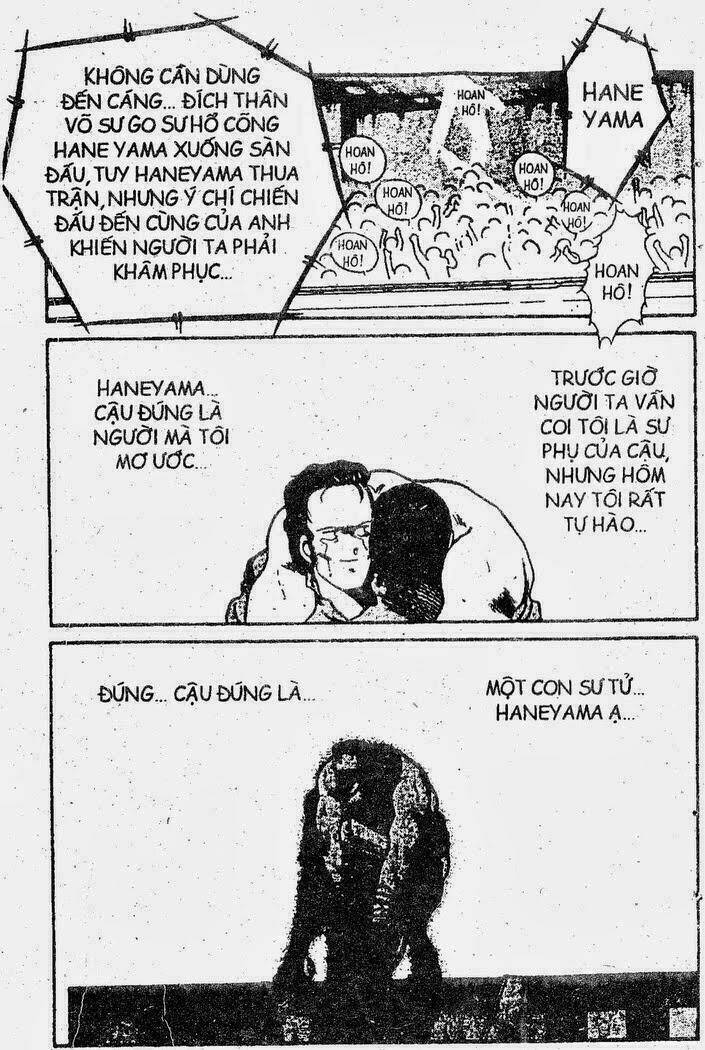 KHÔNG CẦN DÙNG
ĐẾN CÁNG... ĐÍCH THÂN
VÕ SƯ GO SƯ HỔ CÕNG
HANE YAMA XUỐNG SÀN
ĐẤU, TUY HANEYAMA THUA
TRẬN, NHƯNG Ý CHÍ CHIẾN
ĐẤU ĐẾN CÙNG CỦA ANH
KHIẾN NGƯỜI TA PHẢI
KHÂM PHỤC...
HOAN
HÔ!
HANE
YAMA
HOAN
HÔ!
HOAN
HÔ!
HOAN
HÔ!
HOAN
HÔ!
HOAN
HÔ!
HOAN
HÔ!
HANEYAMA...
CẬU ĐÚNG LÀ
NGƯỜI MÀ TÔI
MƠ ƯỚC...
TRƯỚC GIỜ
NGƯỜI TA VẪN
COI TÔI LÀ SƯ
PHỤ CỦA CẬU,
NHƯNG HÔM
NAY TÔI RẤT
TỰ HÀO...
ĐÚNG... CẬU ĐÚNG LÀ...
MỘT CON SƯ TỬ...
HANEYAMA Ạ...